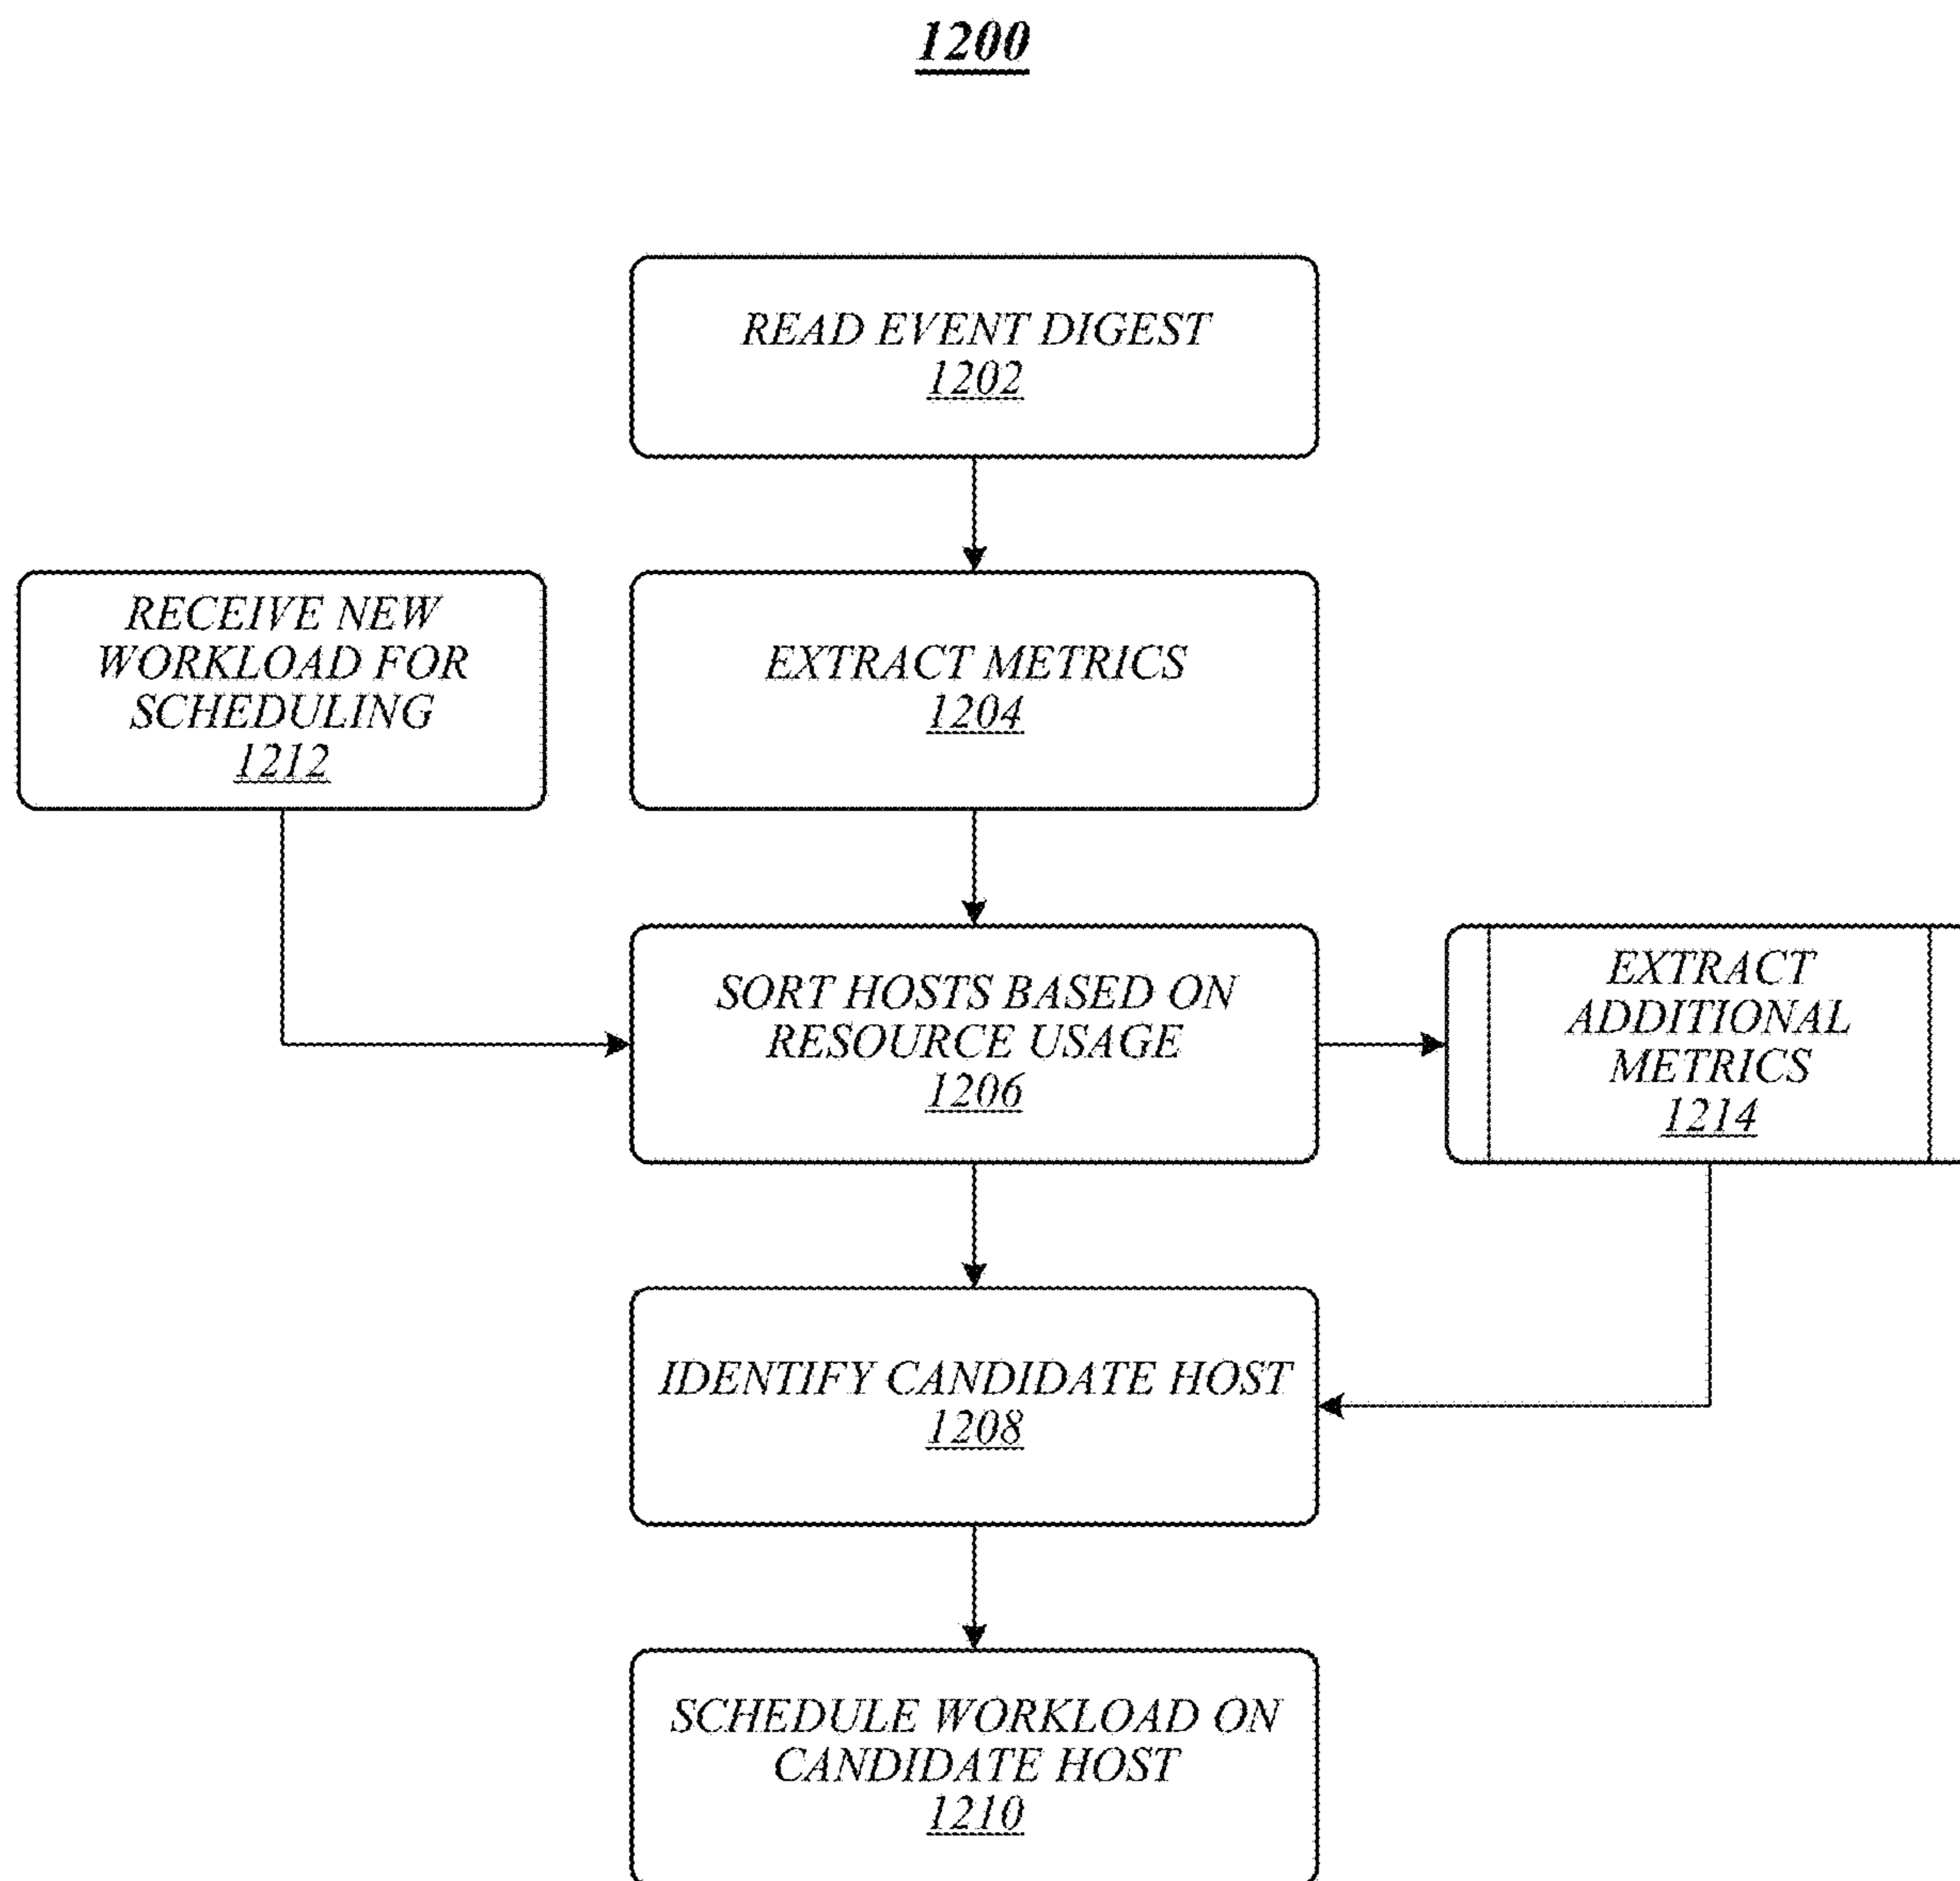 1200
READ EVENT DIGEST
1202
RECEIVE NEW
WORKLOAD FOR
SCHEDULING
1212
EXTRACT METRICS
1204
SORT HOSTS BASED ON
RESOURCE USAGE
1206
EXTRACT
ADDITIONAL
METRICS
1214
IDENTIFY CANDIDATE HOST
1208
SCHEDULE WORKLOAD ON
CANDIDATE HOST
1210